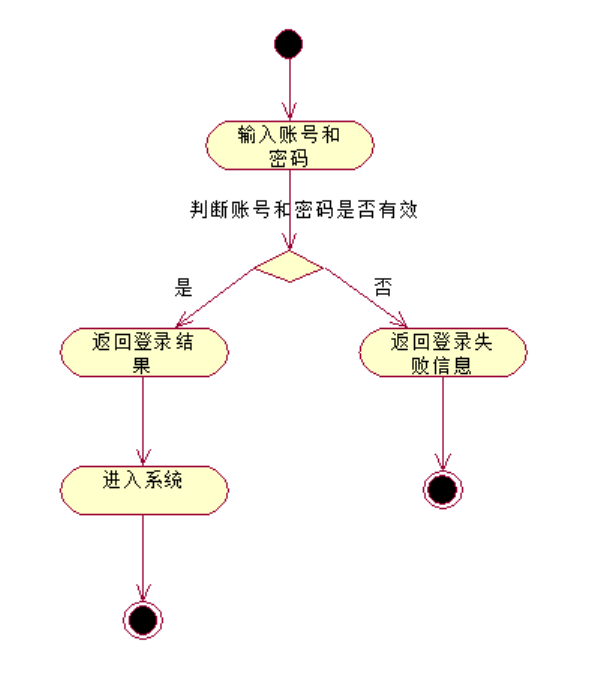 输入账号和
密码
判断账号和密码是否有效
是
否
返回登录结
果
返回登录失
败信息
进入系统